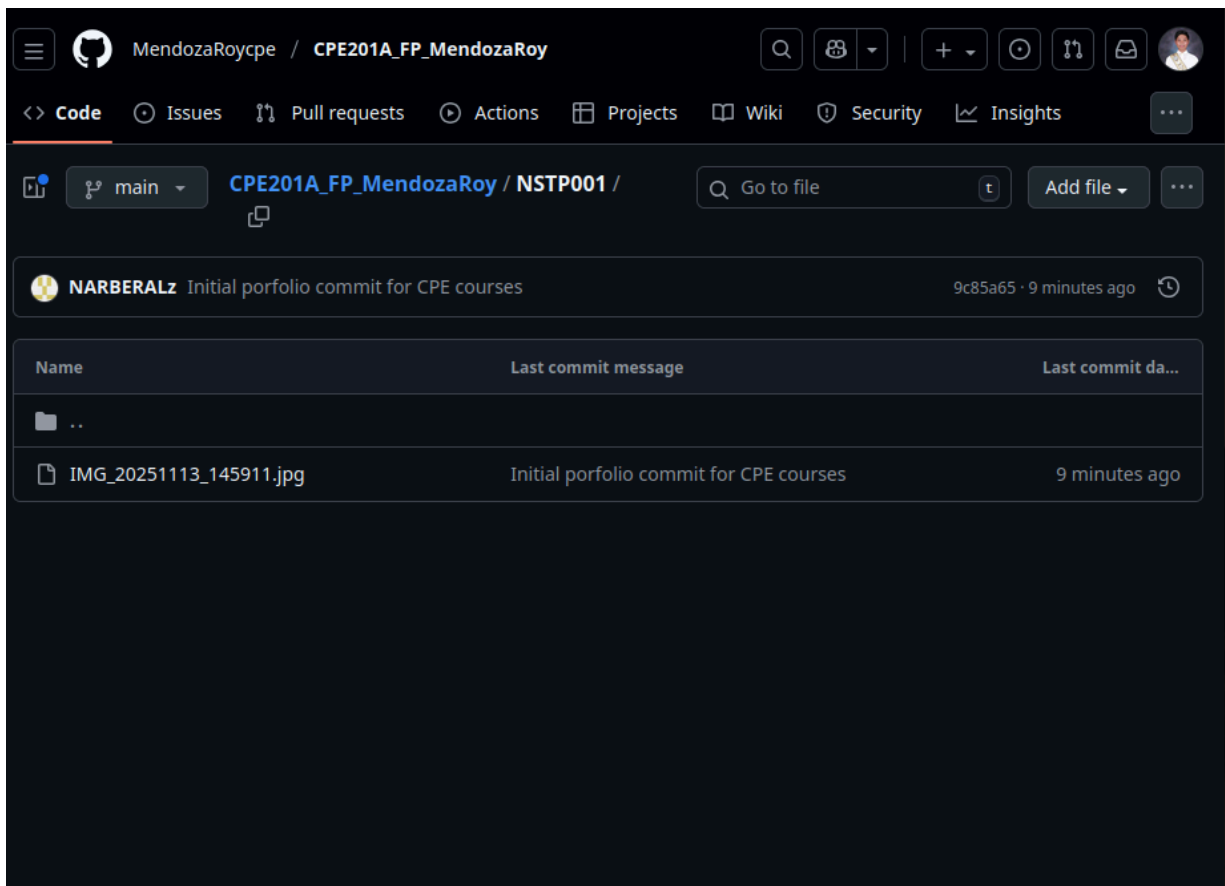 MendozaRoycpe / CPE201A_FP_MendozaRoy
Code Issues Pull requests Actions Projects Wiki Security Insights
main CPE201A_FP_MendozaRoy / NSTP001 / Go to file t Add file
NARBERALz Initial porfolio commit for CPE courses 9c85a65 · 9 minutes ago
Name Last commit message Last commit da...
..
IMG_20251113_145911.jpg Initial porfolio commit for CPE courses 9 minutes ago